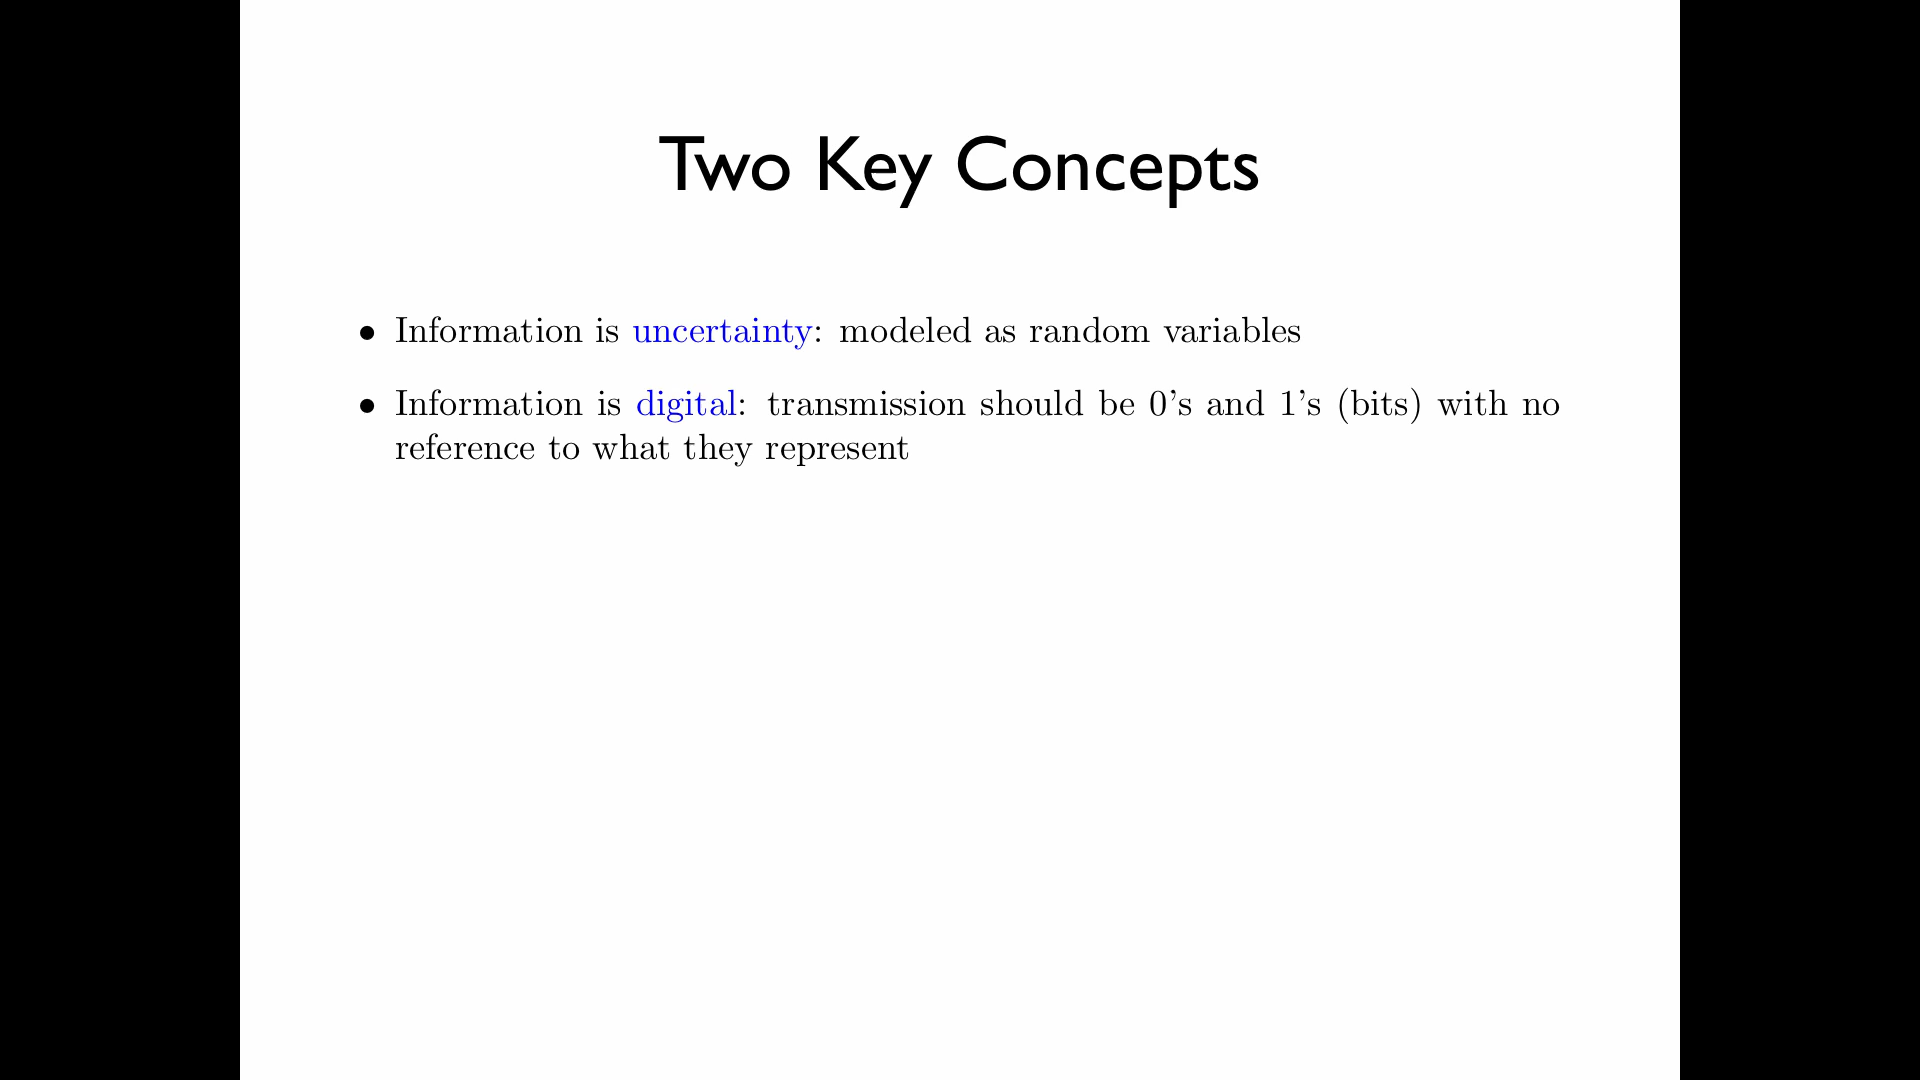 Two Key Concepts
• Information is uncertainty: modeled as random variables
• Information is digital: transmission should be 0's and 1's (bits) with no
reference to what they represent